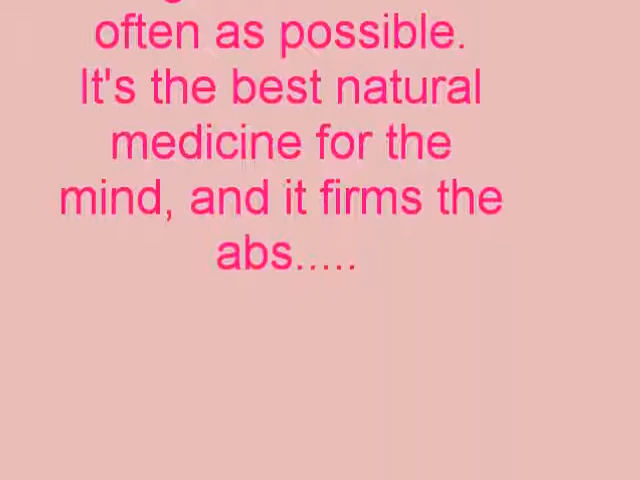 often as possible.
It's the best natural
medicine for the
mind, and it firms the
abs.....